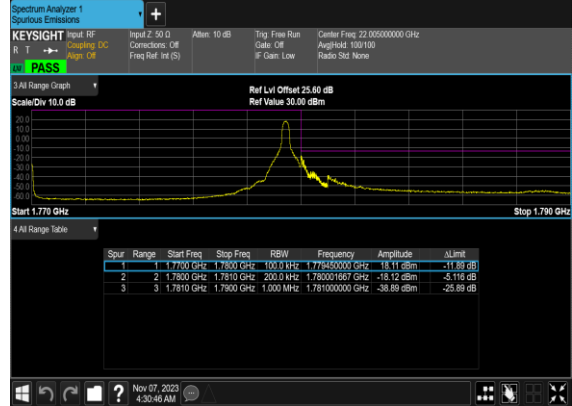 Spectrum Analyzer 1
Spurious Emissions
KEYSIGHT
R T
Input: RF
Coupling: DC
Align: Off
Input Z: 50 Ω
Corrections: Off
Freq Ref: Int (S)
Atten: 10 dB
Trig: Free Run
Gate: Off
IF Gain: Low
Center Freq: 22.005000000 GHz
Avg|Hold: 100/100
Radio Std: None
LW PASS
3 All Range Graph
Ref Lvl Offset 25.60 dB
Scale/Div 10.0 dB
Ref Value 30.00 dBm
20.0
10.0
0.00
-10.0
-20.0
-30.0
-40.0
-50.0
-60.0
Start 1.770 GHz
Stop 1.790 GHz
4 All Range Table
Spur Range Start Freq Stop Freq RBW Frequency Amplitude ΔLimit
1 1 1.7700 GHz 1.7800 GHz 100.0 kHz 1.779450000 GHz 18.11 dBm -11.89 dB
2 2 1.7800 GHz 1.7810 GHz 200.0 kHz 1.780001667 GHz -18.12 dBm -5.116 dB
3 3 1.7810 GHz 1.7900 GHz 1.000 MHz 1.781000000 GHz -38.89 dBm -25.89 dB
?
Nov 07, 2023
4:30:46 AM